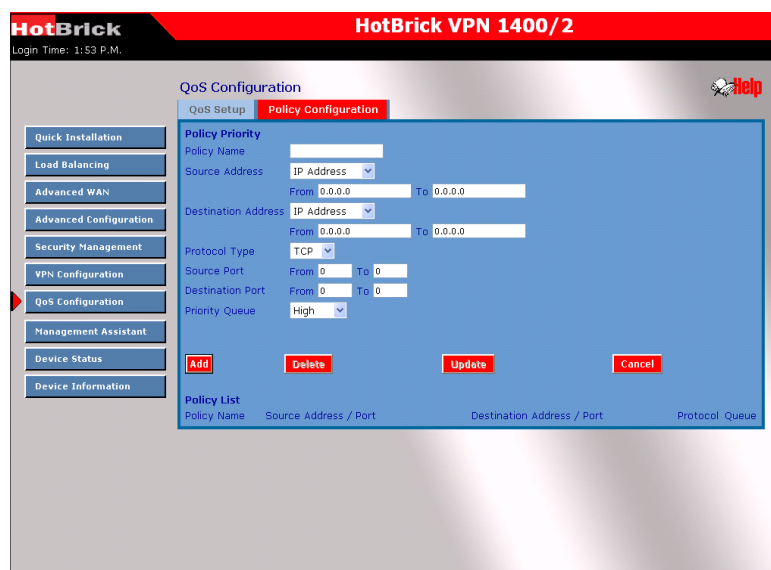 HotBrick
HotBrick VPN 1400/2
Login Time: 1:53 P.M.
QoS Configuration
Help
QoS Setup Policy Configuration
Quick Installation
Load Balancing
Advanced WAN
Advanced Configuration
Security Management
VPN Configuration
QoS Configuration
Management Assistant
Device Status
Device Information
Policy Priority
Policy Name
Source Address IP Address
From 0.0.0.0 To 0.0.0.0
Destination Address IP Address
From 0.0.0.0 To 0.0.0.0
Protocol Type TCP
Source Port From 0 To 0
Destination Port From 0 To 0
Priority Queue High
Add Delete Update Cancel
Policy List
Policy Name Source Address / Port Destination Address / Port Protocol Queue